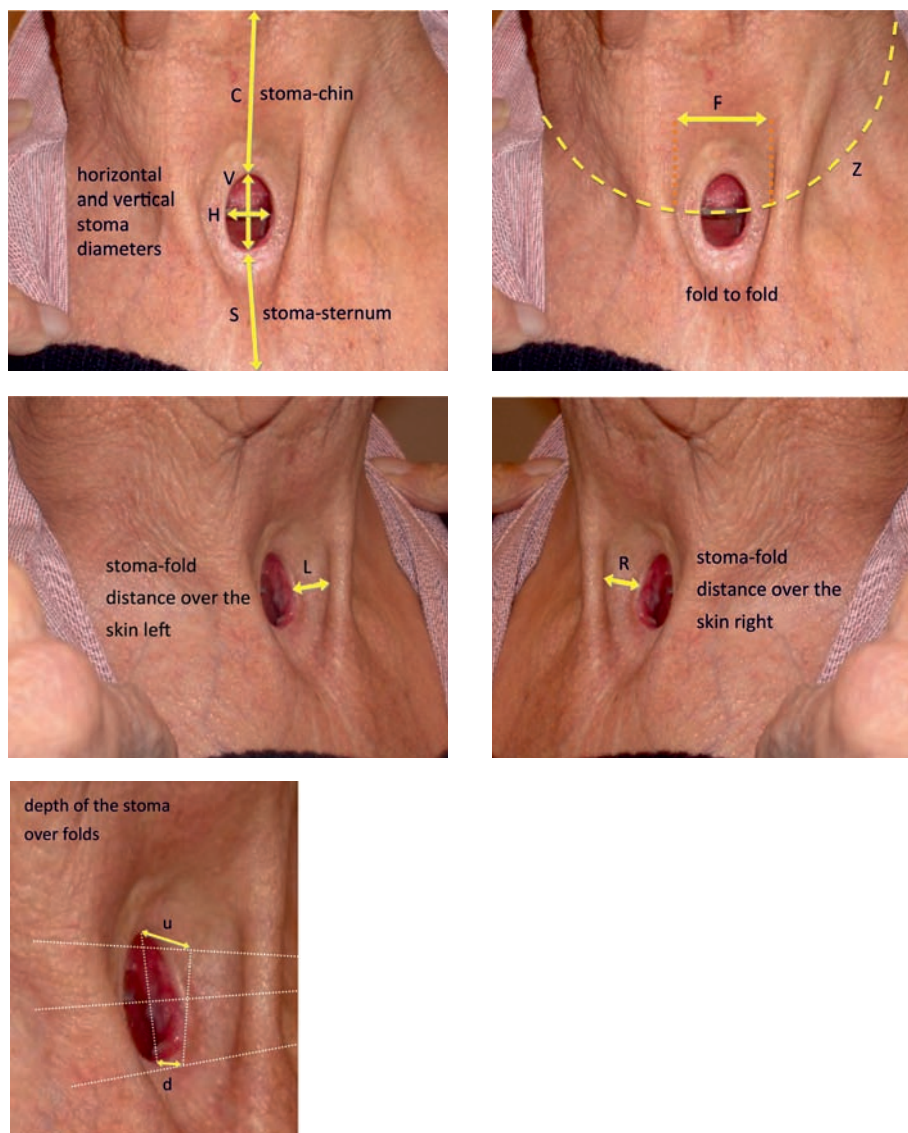 C stoma-chin
V
H
horizontal
and vertical
stoma
diameters
S stoma-sternum
F
Z
fold to fold
L
stoma-fold
distance over the
skin left
R
stoma-fold
distance over the
skin right
depth of the stoma
over folds
u
d